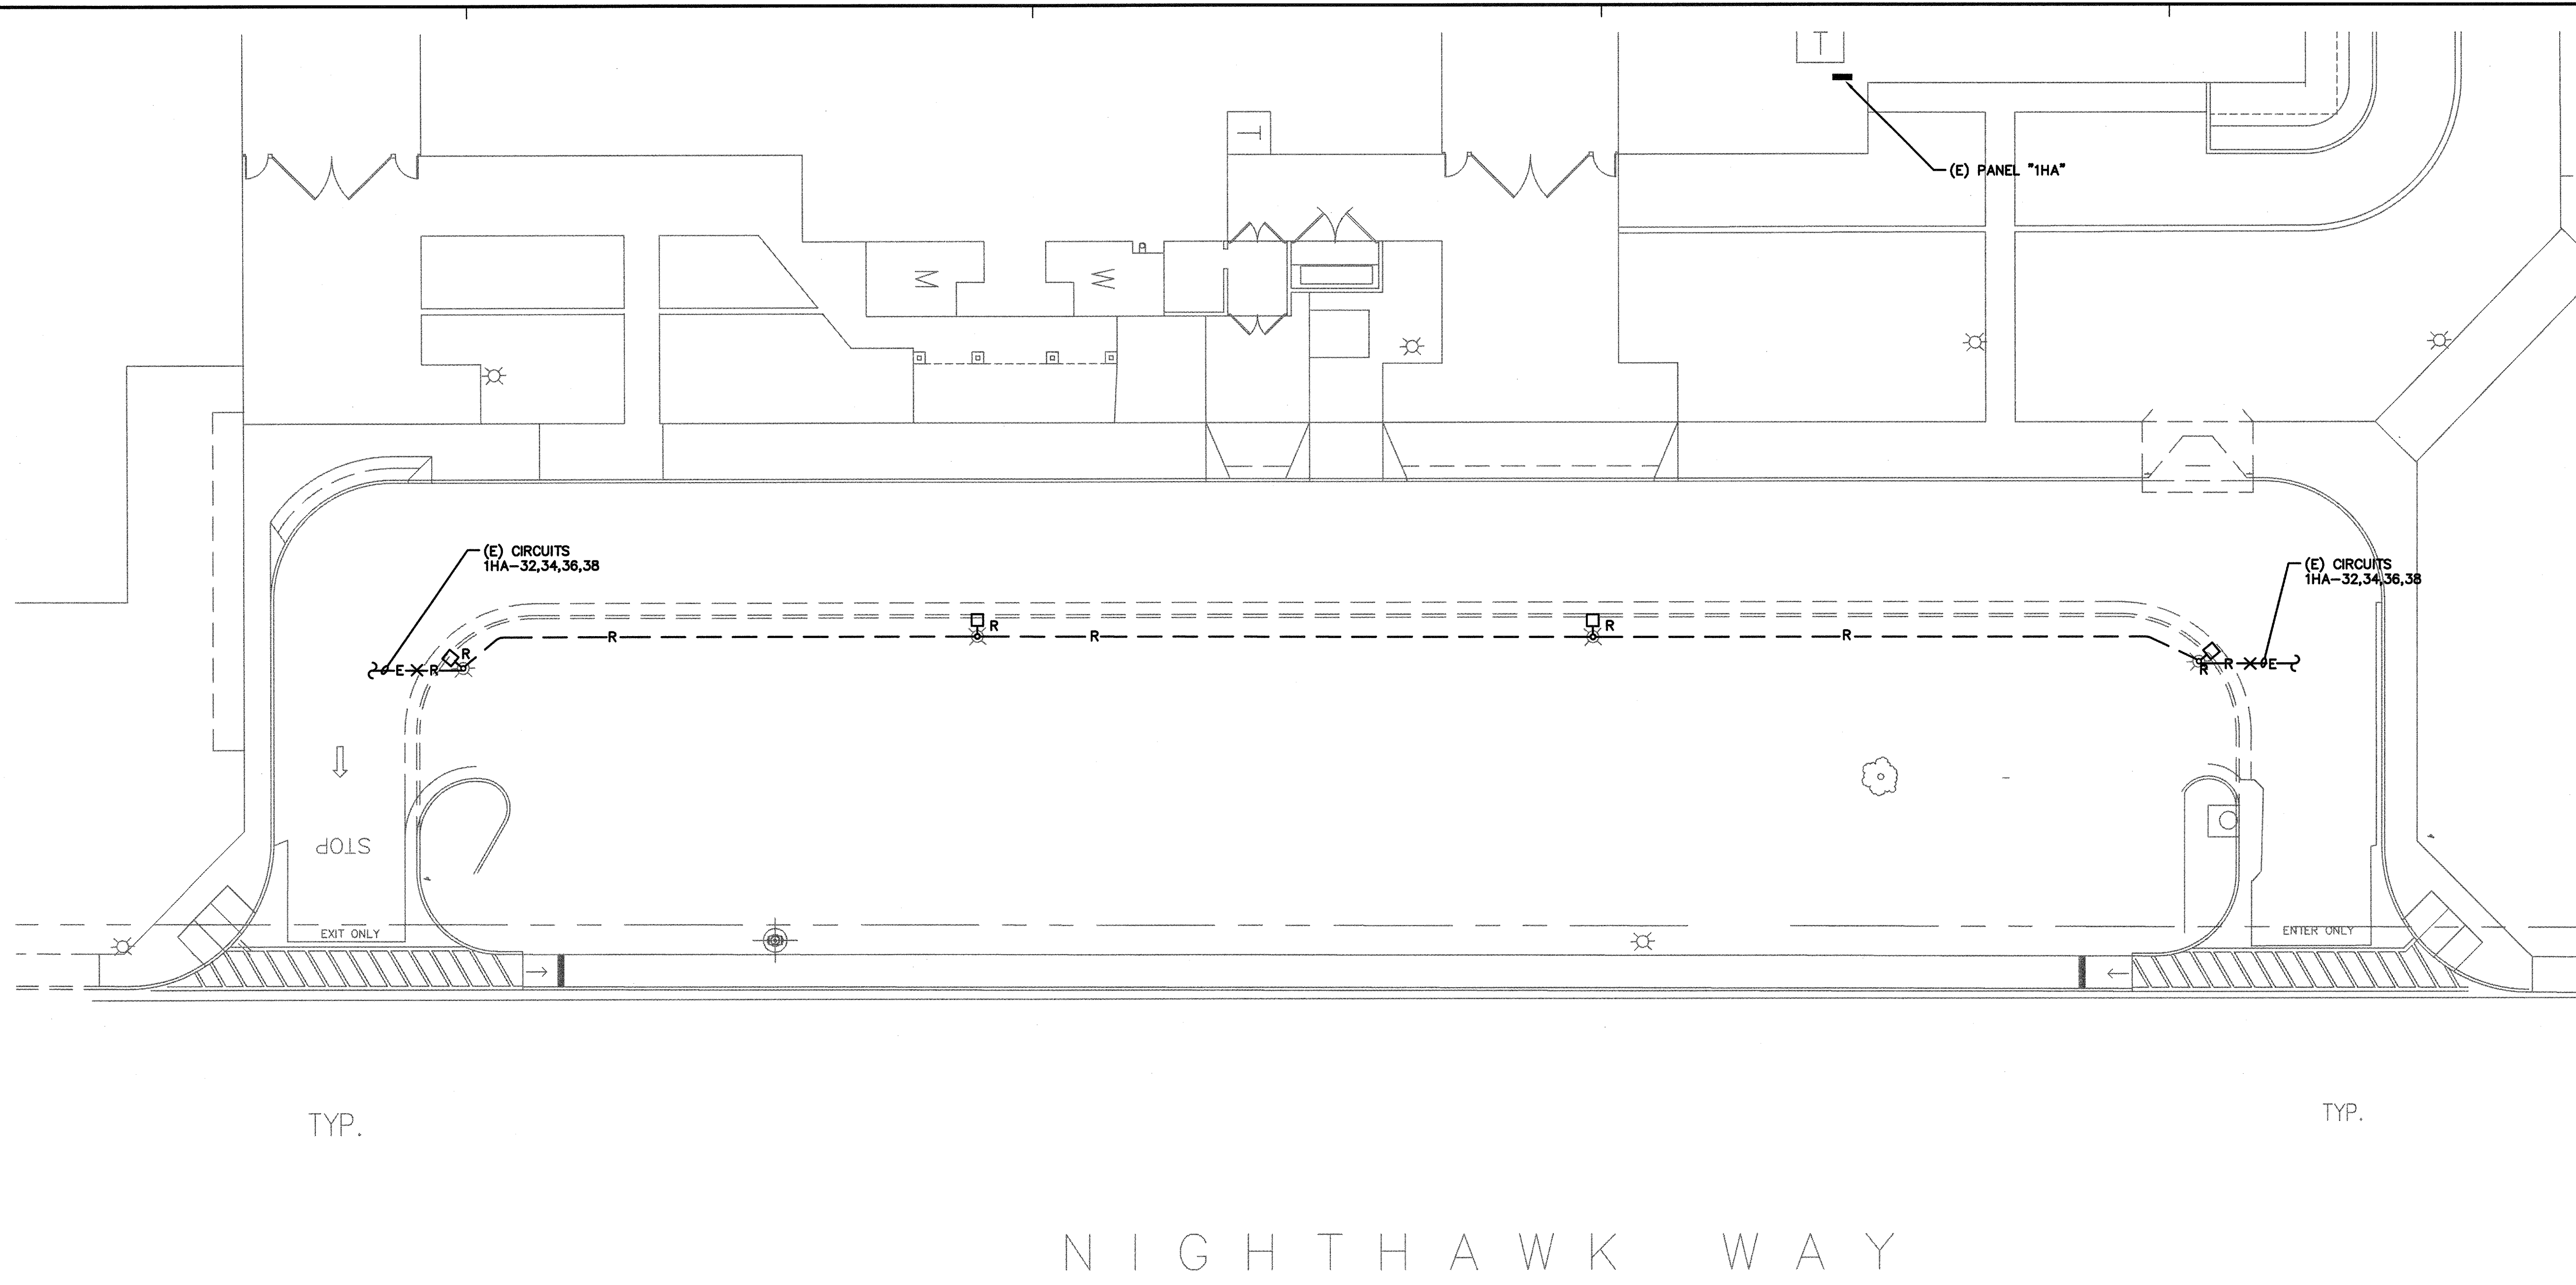 T
T
(E) PANEL "1HA"
M
W
(E) CIRCUITS
1HA-32,34,36,38
(E) CIRCUITS
1HA-32,34,36,38
R
R
R
R
R
R
E
R
R
R
E
R
STOP
EXIT ONLY
ENTER ONLY
TYP.
TYP.
NIGHTHAWK WAY